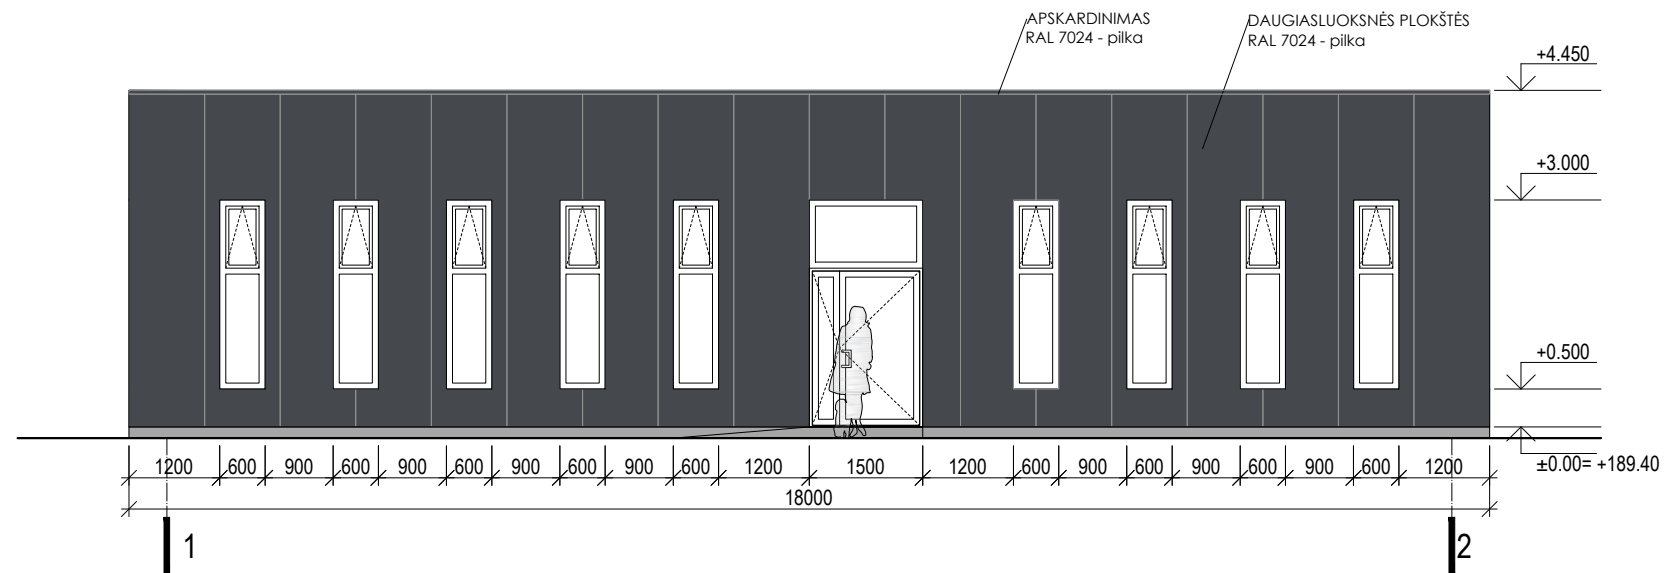 APSKARDINIMAS
RAL 7024 - pilka
DAUGIASLUOKSNĖS PLOKŠTĖS
RAL 7024 - pilka
+4.450
+3.000
+0.500
±0.00= +189.40
1200 600 900 600 900 600 900 600 900 600 1200 1500 1200 600 900 600 900 600 900 600 1200
18000
1 2